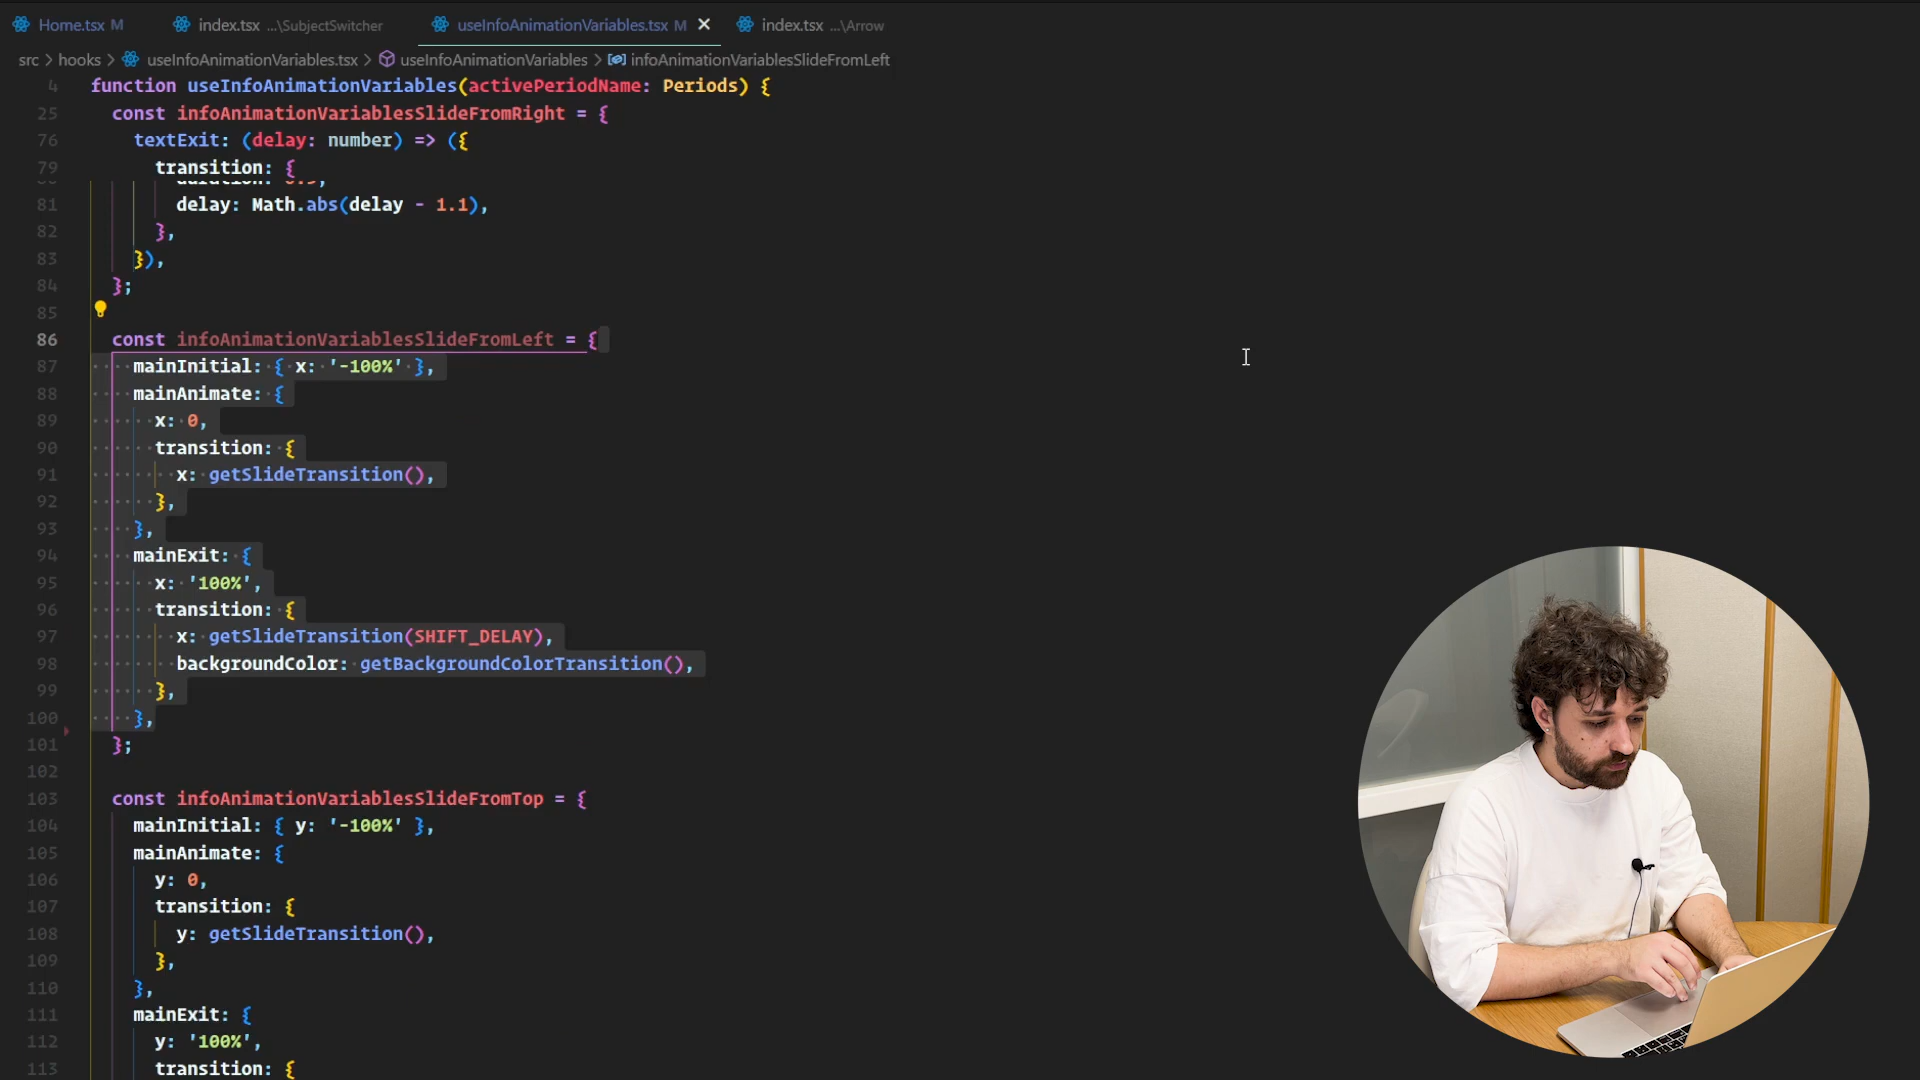 Home.tsx M
index.tsx ...\SubjectSwitcher
useInfoAnimationVariables.tsx M
index.tsx ...\Arrow
src > hooks > useInfoAnimationVariables.tsx > useInfoAnimationVariables > infoAnimationVariablesSlideFromLeft
4 function useInfoAnimationVariables(activePeriodName: Periods) {
25 const infoAnimationVariablesSlideFromRight = {
76 textExit: (delay: number) => ({
79 transition: {
81 delay: Math.abs(delay - 1.1),
82 },
83 }),
84 };
85
86 const infoAnimationVariablesSlideFromLeft = {
87 mainInitial: { x: '-100%' },
88 mainAnimate: {
89 x: 0,
90 transition: {
91 x: getSlideTransition(),
92 },
93 },
94 mainExit: {
95 x: '100%',
96 transition: {
97 x: getSlideTransition(SHIFT_DELAY),
98 backgroundColor: getBackgroundColorTransition(),
99 },
100 },
101 };
102
103 const infoAnimationVariablesSlideFromTop = {
104 mainInitial: { y: '-100%' },
105 mainAnimate: {
106 y: 0,
107 transition: {
108 y: getSlideTransition(),
109 },
110 },
111 mainExit: {
112 y: '100%',
113 transition: {